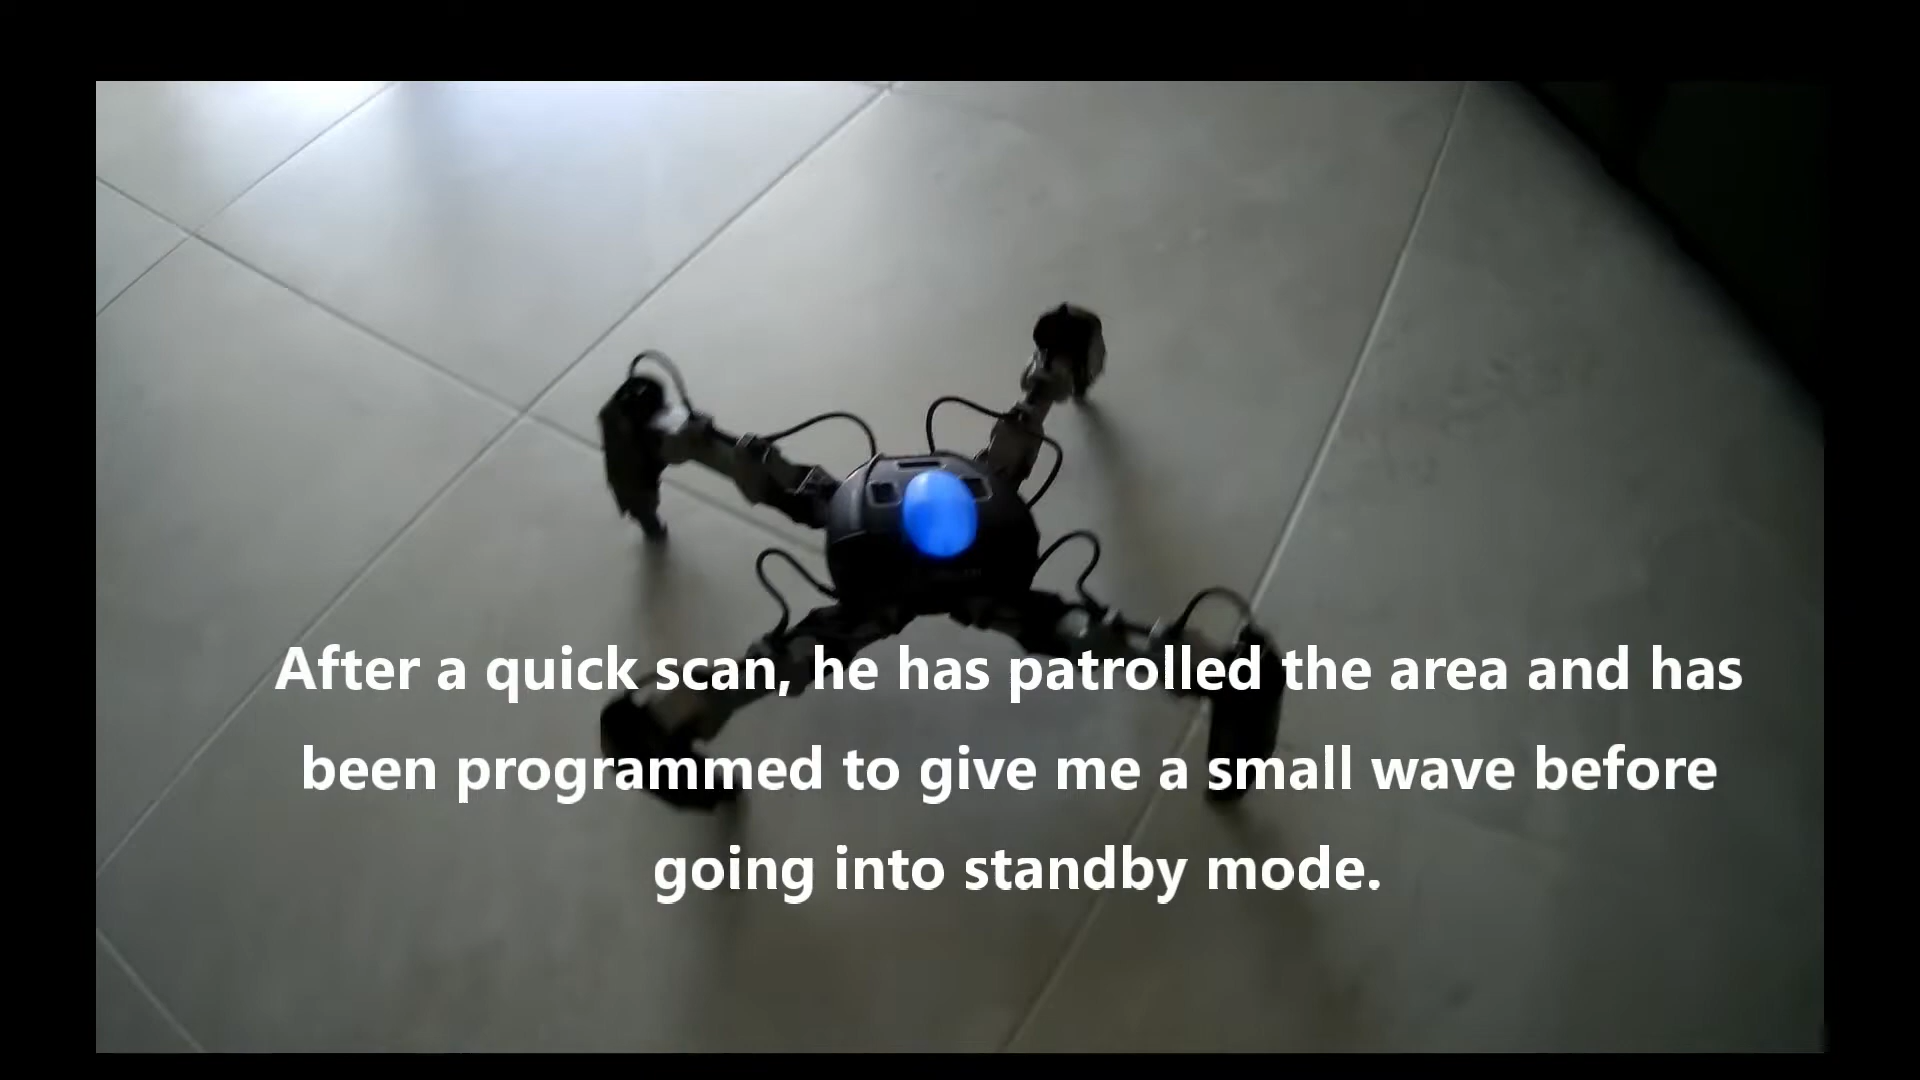 After a quick scan, he has patrolled the area and has
been programmed to give me a small wave before
going into standby mode.